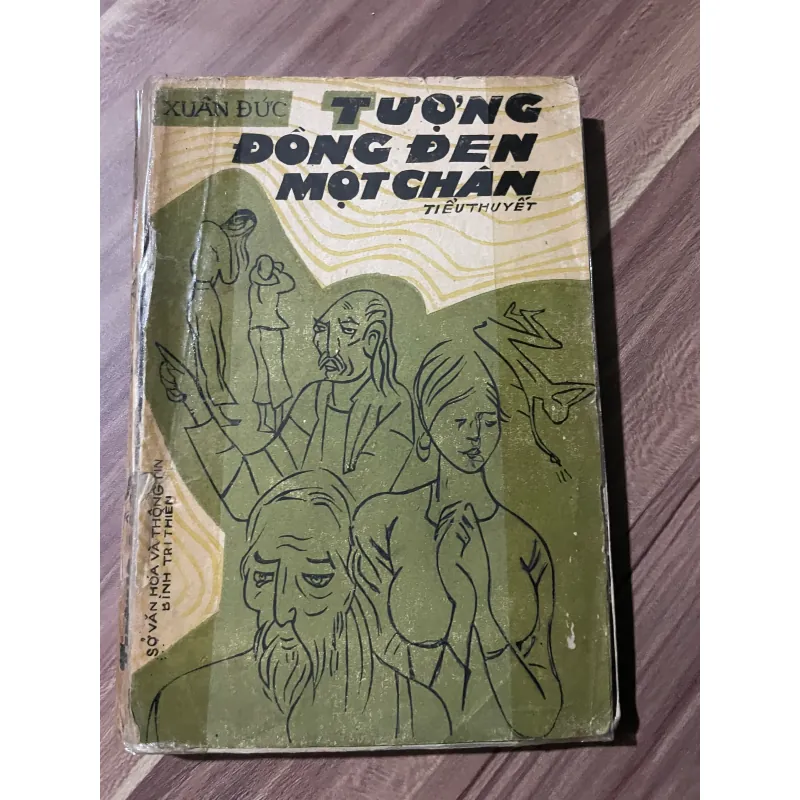 XUÂN ĐỨC
TƯỢNG
ĐỒNG ĐEN
MỘT CHÂN
TIỂU THUYẾT
SỞ VĂN HÓA VÀ THÔNG TIN
BÌNH TRỊ THIÊN